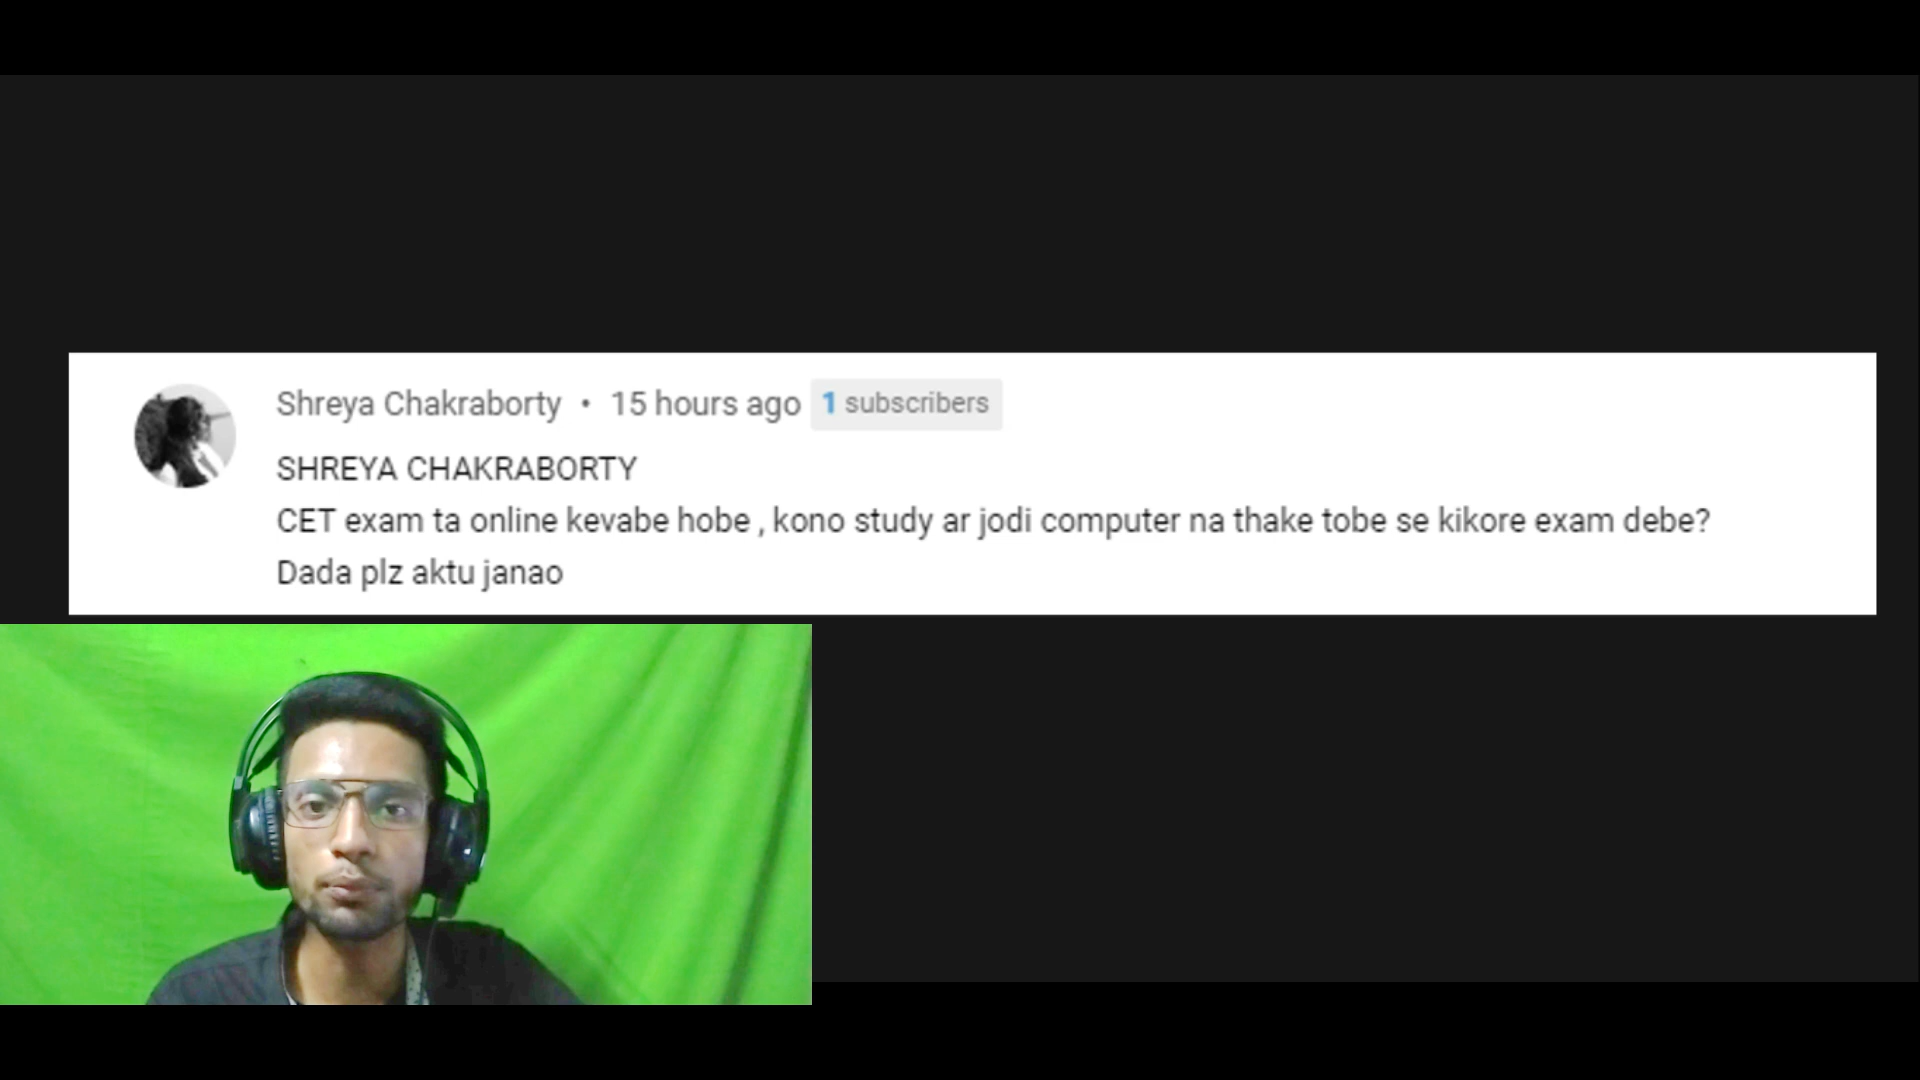 Shreya Chakraborty • 15 hours ago 1 subscribers
SHREYA CHAKRABORTY
CET exam ta online kevabe hobe , kono study ar jodi computer na thake tobe se kikore exam debe?
Dada plz aktu janao